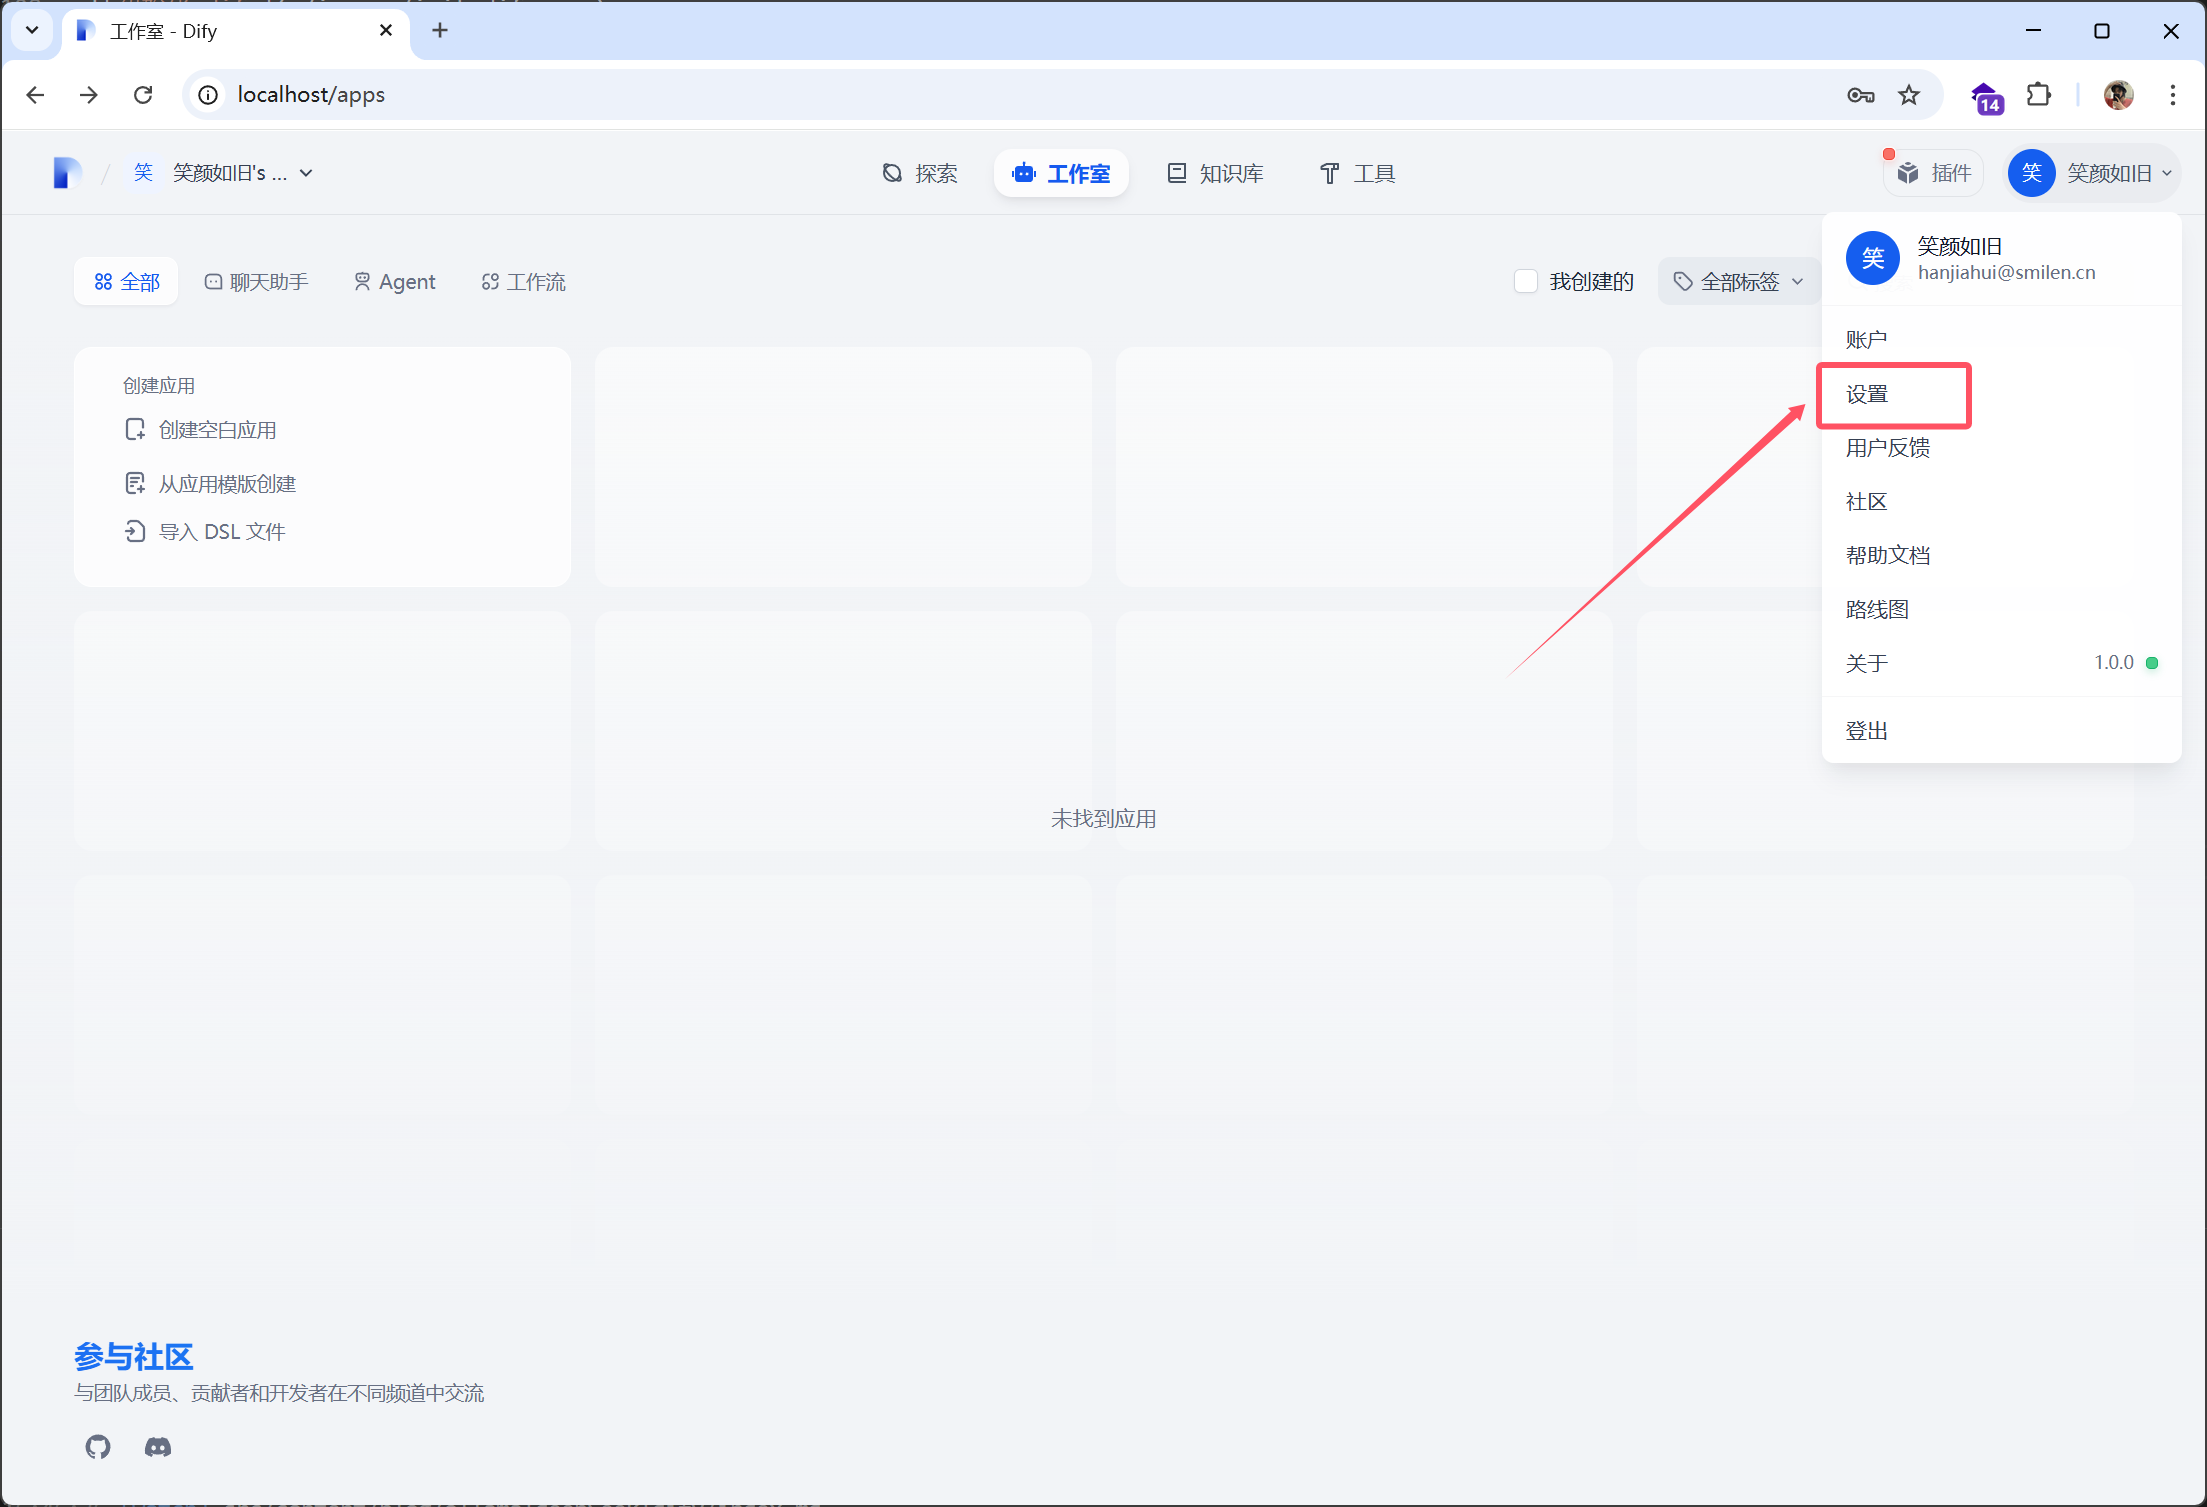 工作室 - Dify
localhost/apps
14
笑 笑颜如旧's ...
探索
工作室
知识库
工具
插件
笑 笑颜如旧
全部
聊天助手
Agent
工作流
我创建的
全部标签
笑
笑颜如旧
hanjiahui@smilen.cn
账户
设置
用户反馈
社区
帮助文档
路线图
关于 1.0.0
登出
创建应用
创建空白应用
从应用模版创建
导入 DSL 文件
未找到应用
参与社区
与团队成员、贡献者和开发者在不同频道中交流